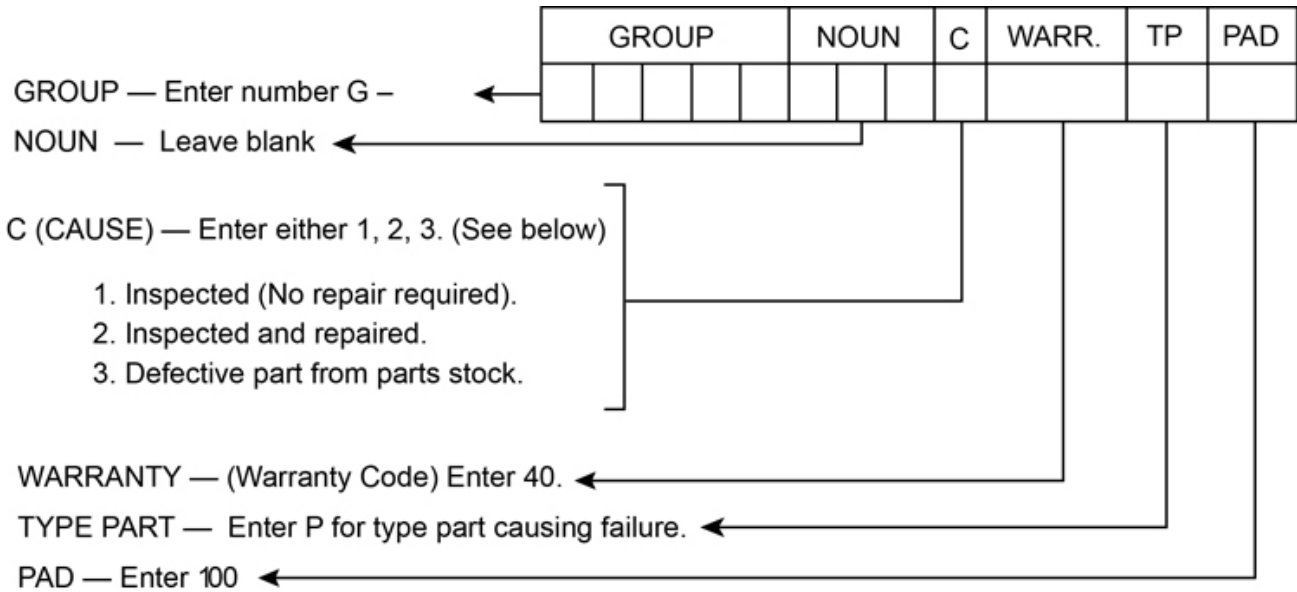 GROUP NOUN C WARR. TP PAD
GROUP — Enter number G –
NOUN — Leave blank
C (CAUSE) — Enter either 1, 2, 3. (See below)
1. Inspected (No repair required).
2. Inspected and repaired.
3. Defective part from parts stock.
WARRANTY — (Warranty Code) Enter 40.
TYPE PART — Enter P for type part causing failure.
PAD — Enter 100